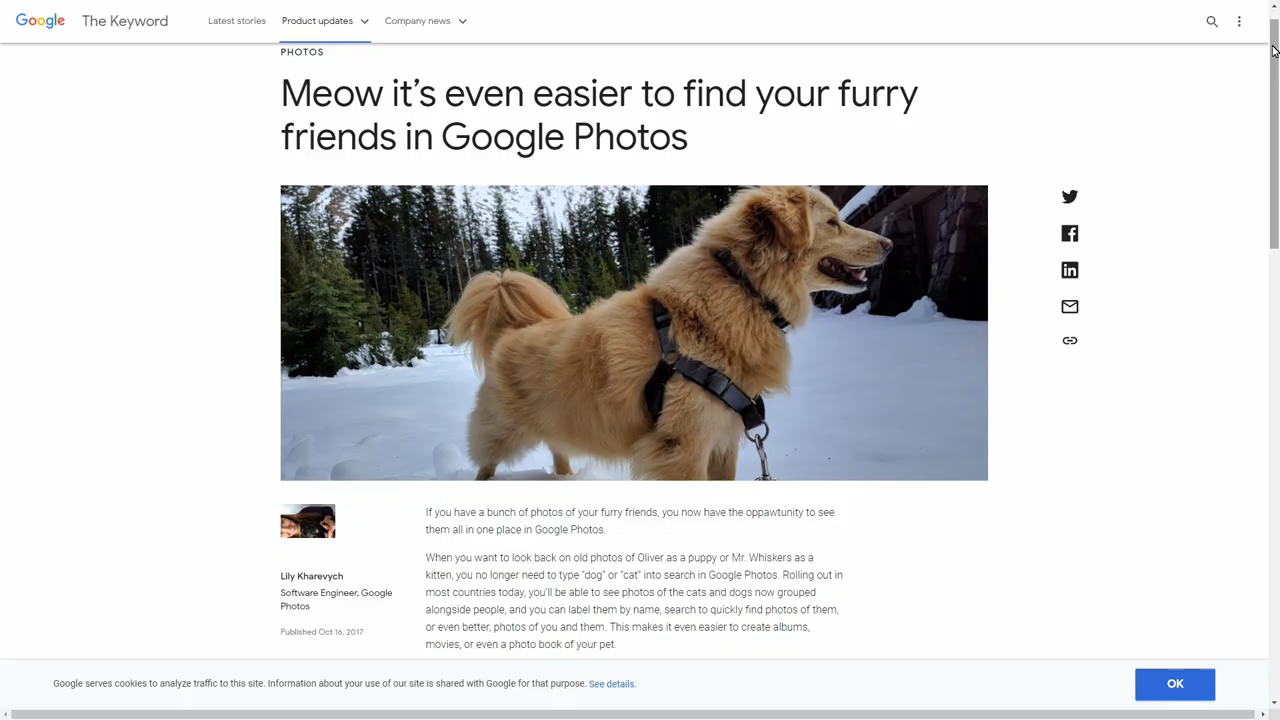 Google The Keyword Latest stories Product updates Company news
PHOTOS
Meow it's even easier to find your furry
friends in Google Photos
If you have a bunch of photos of your furry friends, you now have the oppawtunity to see
them all in one place in Google Photos.
When you want to look back on old photos of Oliver as a puppy or Mr. Whiskers as a
kitten, you no longer need to type "dog" or "cat" into search in Google Photos. Rolling out in
most countries today, you'll be able to see photos of the cats and dogs now grouped
alongside people, and you can label them by name, search to quickly find photos of them,
or even better, photos of you and them. This makes it even easier to create albums,
movies, or even a photo book of your pet.
Lily Kharevych
Software Engineer, Google
Photos
Published Oct 16, 2017
Google serves cookies to analyze traffic to this site. Information about your use of our site is shared with Google for that purpose. See details.
OK